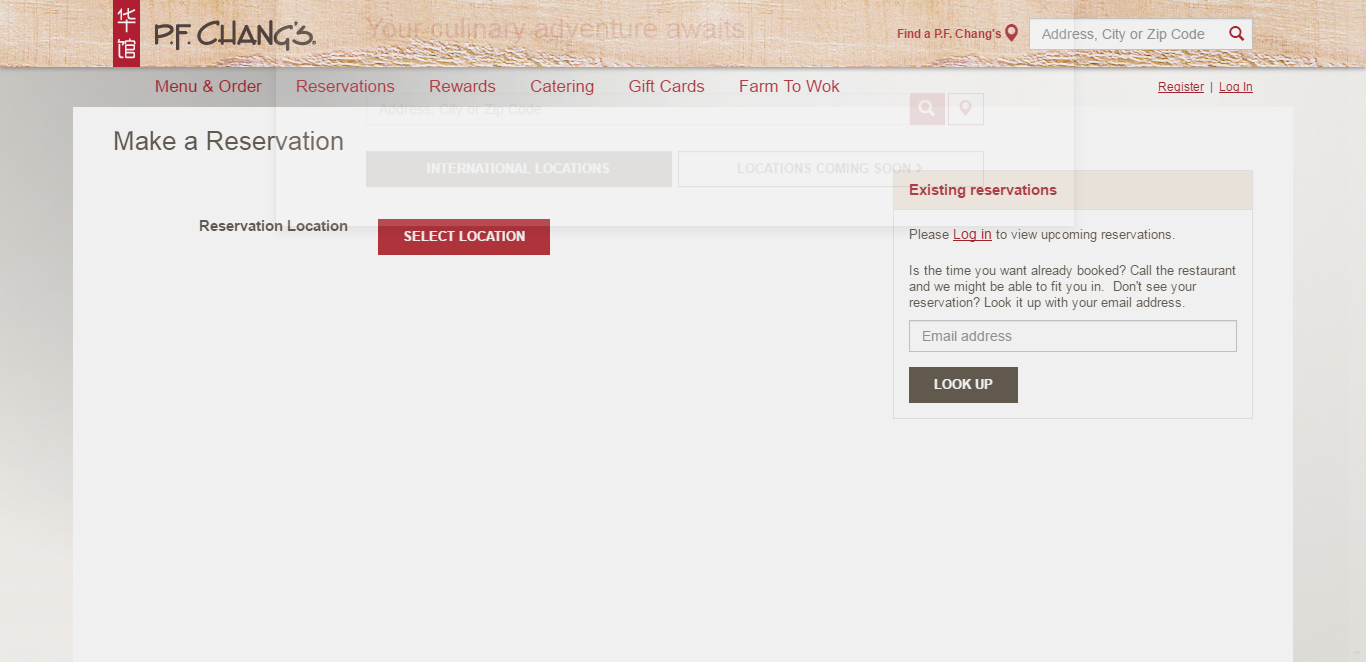 华
馆
P.F. CHANG'S
Your culinary adventure awaits
Find a P.F. Chang's
Address, City or Zip Code
Menu & Order
Reservations
Rewards
Catering
Gift Cards
Farm To Wok
Register | Log In
Address, City or Zip Code
Make a Reservation
INTERNATIONAL LOCATIONS
LOCATIONS COMING SOON ›
Existing reservations
Reservation Location
SELECT LOCATION
Please Log in to view upcoming reservations.
Is the time you want already booked? Call the restaurant
and we might be able to fit you in. Don't see your
reservation? Look it up with your email address.
Email address
LOOK UP